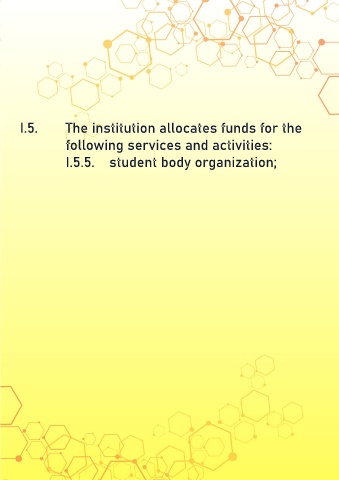 I.5. The institution allocates funds for the
following services and activities:
I.5.5. student body organization;